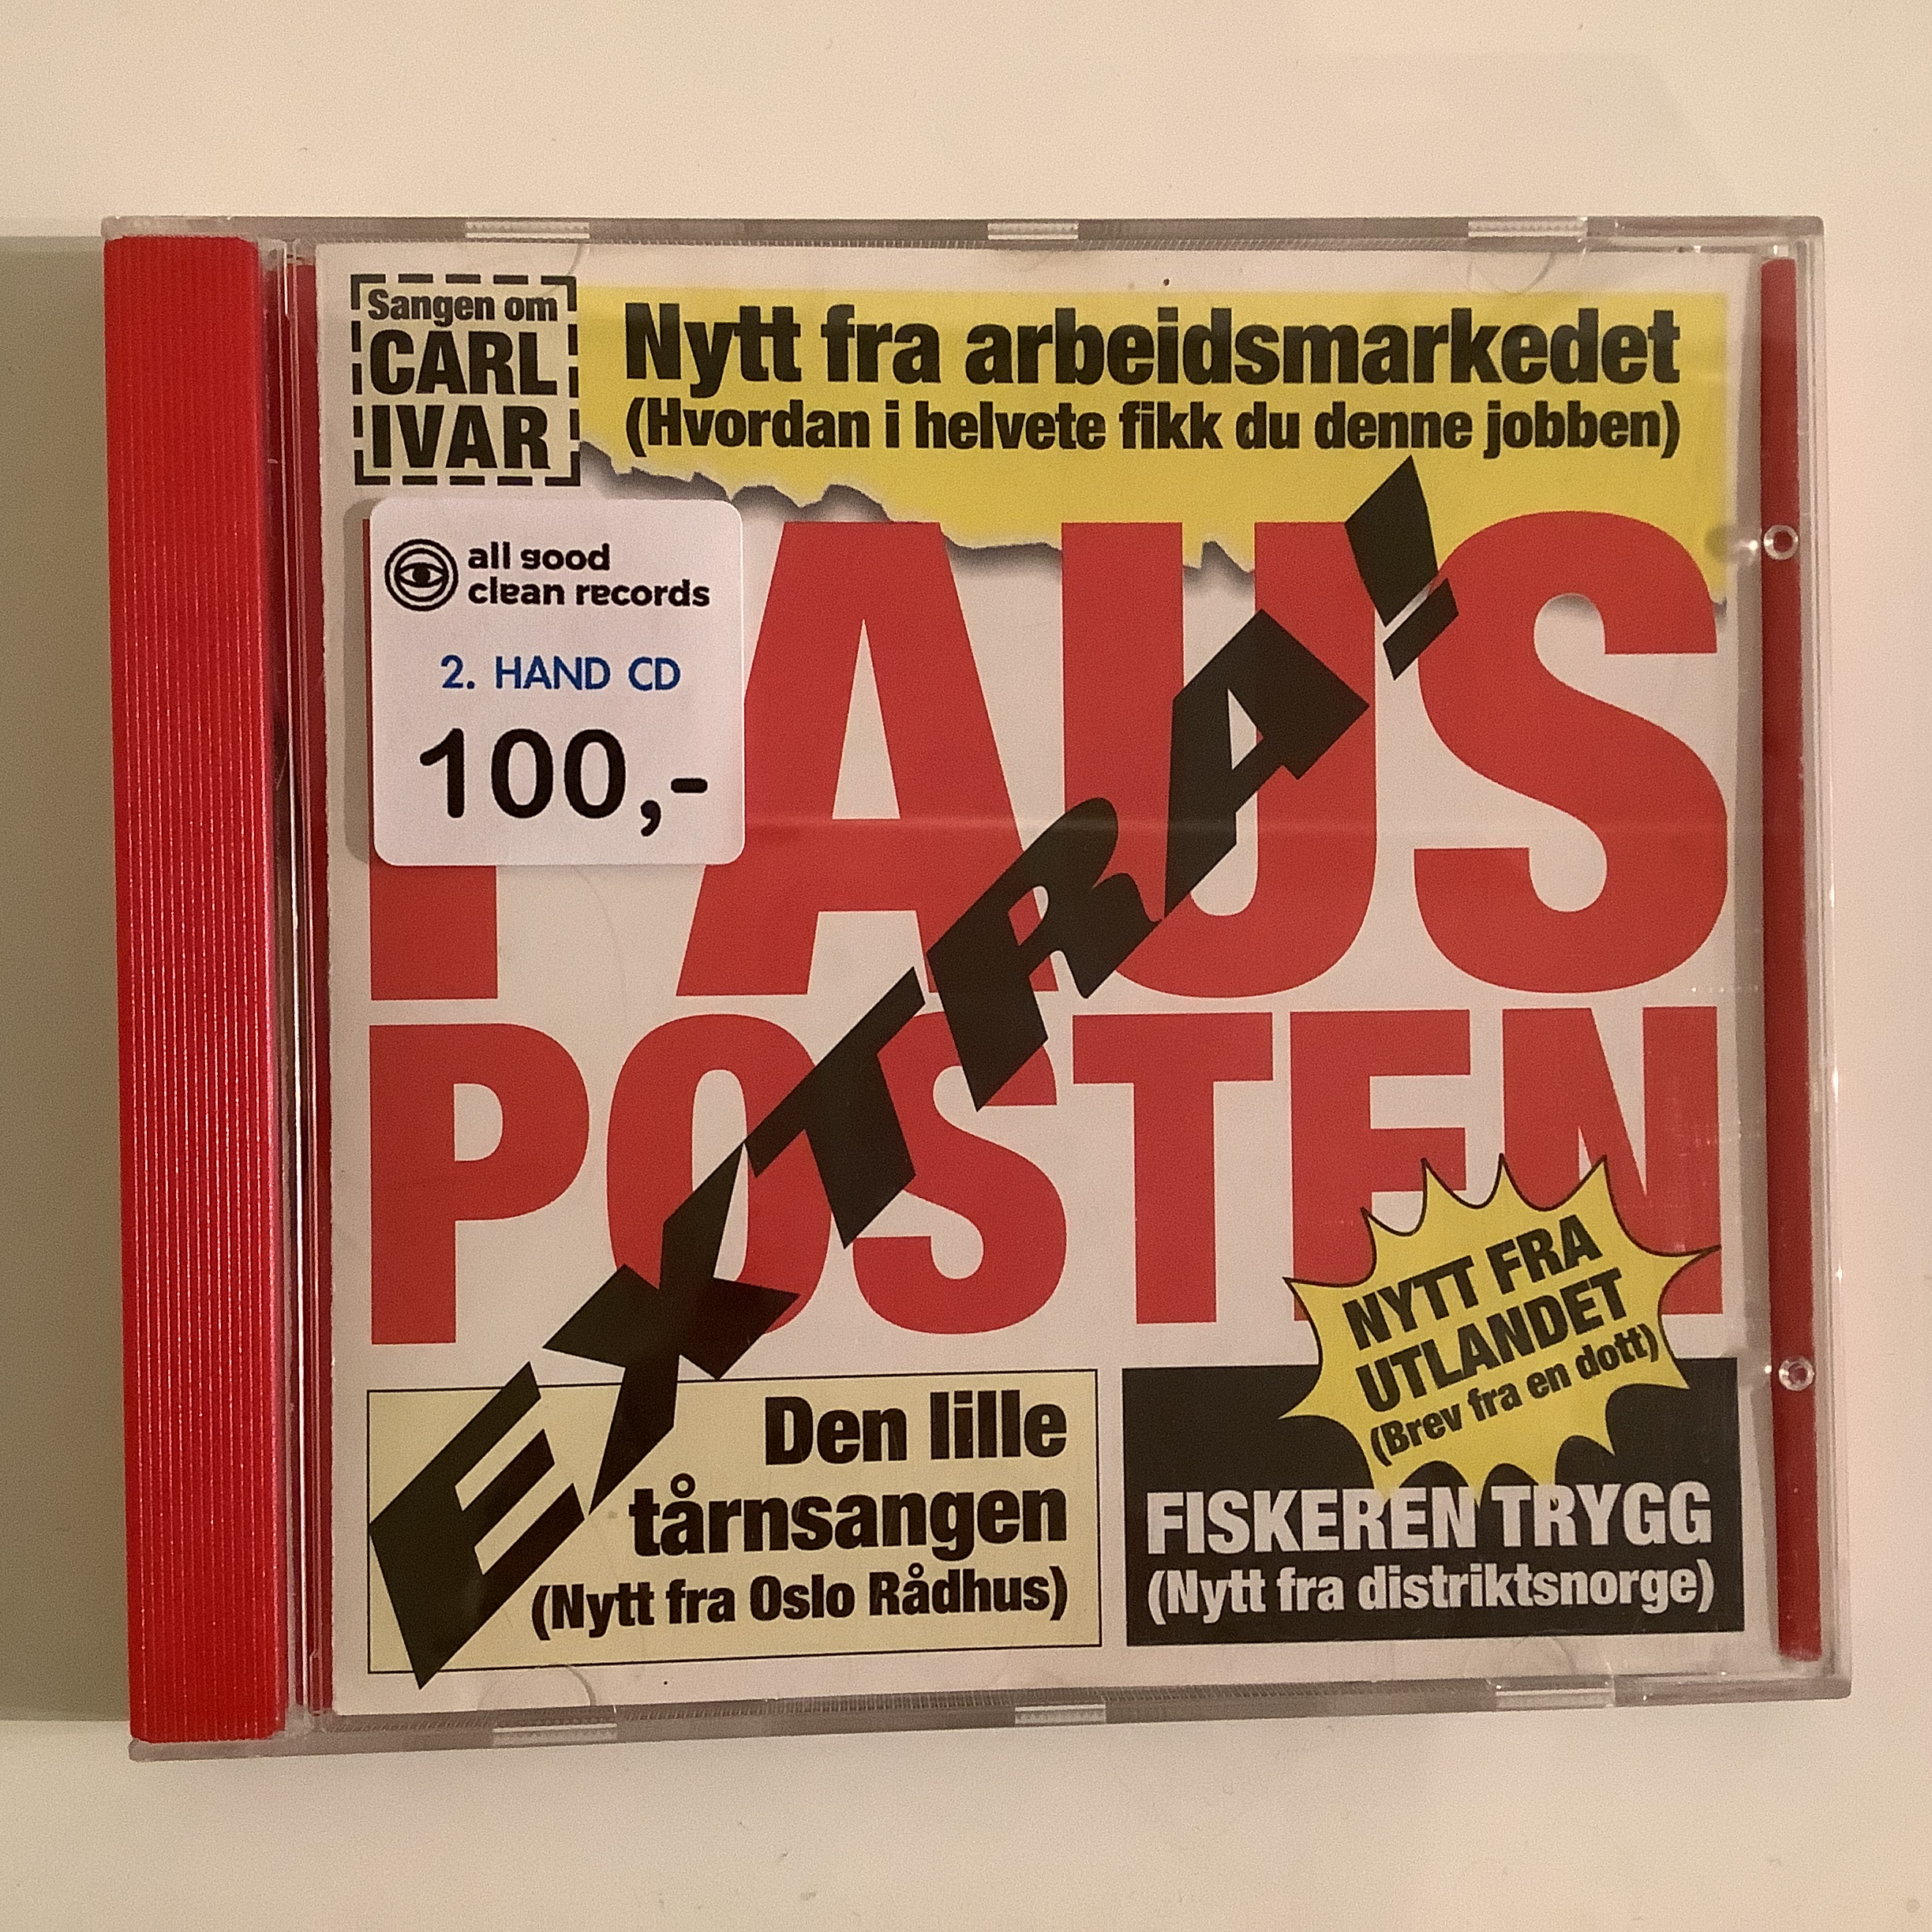 Sangen om
CARL
IVAR
Nytt fra arbeidsmarkedet
(Hvordan i helvete fikk du denne jobben)
all good
clean records
2. HAND CD
100,-
PAUS
POSTEN
EXTRA!
NYTT FRA
UTLANDET
(Brev fra en dott)
Den lille
tårnsangen
(Nytt fra Oslo Rådhus)
FISKEREN TRYGG
(Nytt fra distriktsnorge)